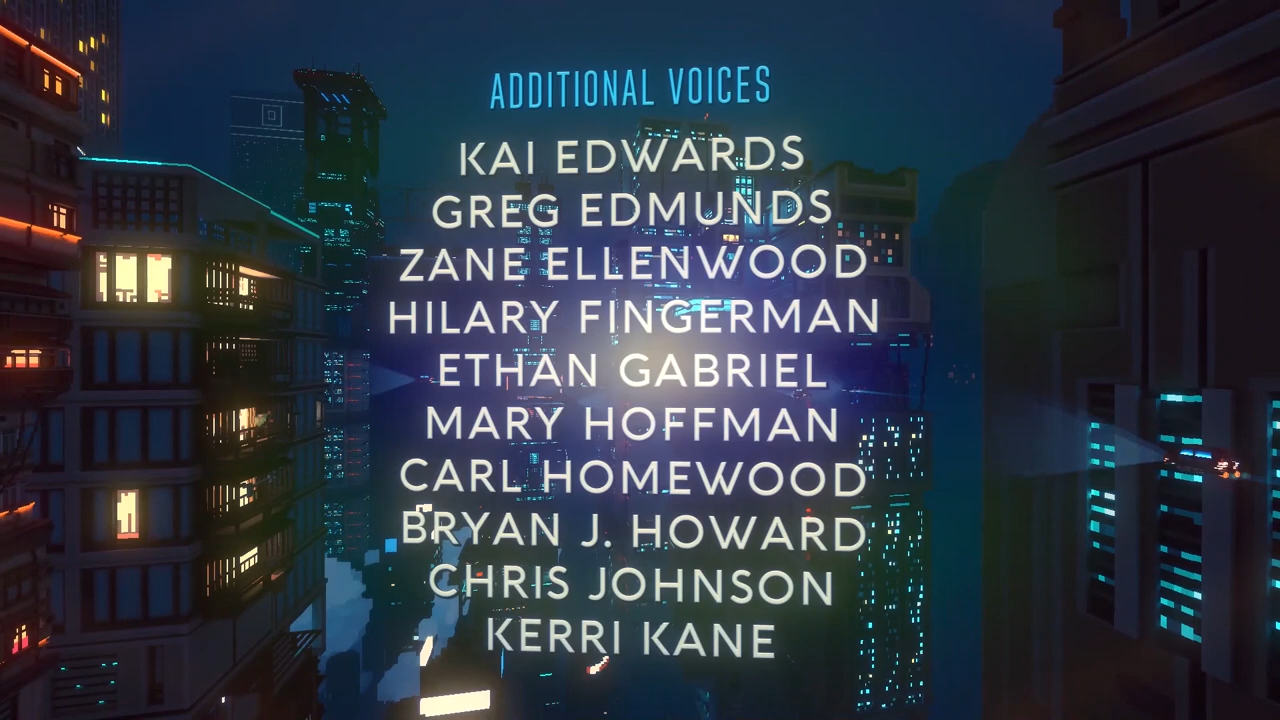 ADDITIONAL VOICES
KAI EDWARDS
GREG EDMUNDS
ZANE ELLENWOOD
HILARY FINGERMAN
ETHAN GABRIEL
MARY HOFFMAN
CARL HOMEWOOD
BRYAN J. HOWARD
CHRIS JOHNSON
KERRI KANE